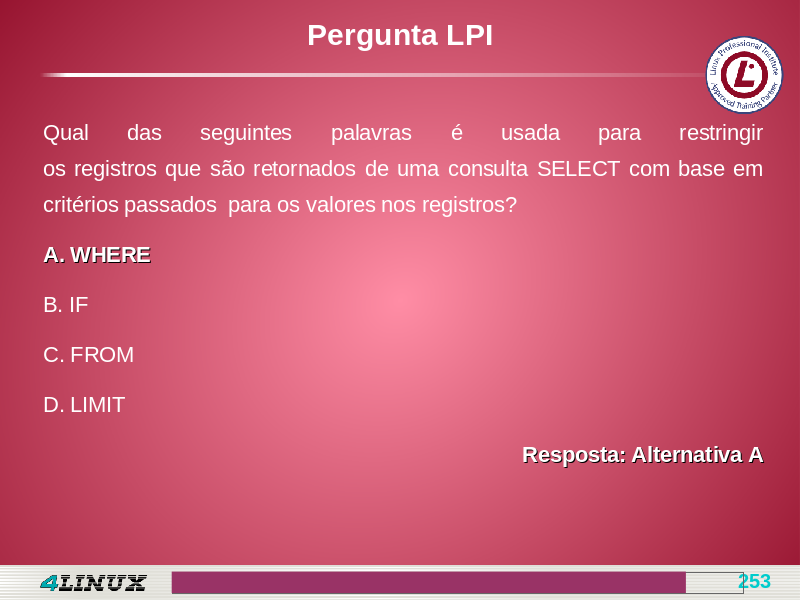 Pergunta LPI
Linux Professional Institute
Approved Training Partner
Qual das seguintes palavras é usada para restringir
os registros que são retornados de uma consulta SELECT com base em
critérios passados  para os valores nos registros?
A. WHERE
B. IF
C. FROM
D. LIMIT
Resposta: Alternativa A
4LINUX
253